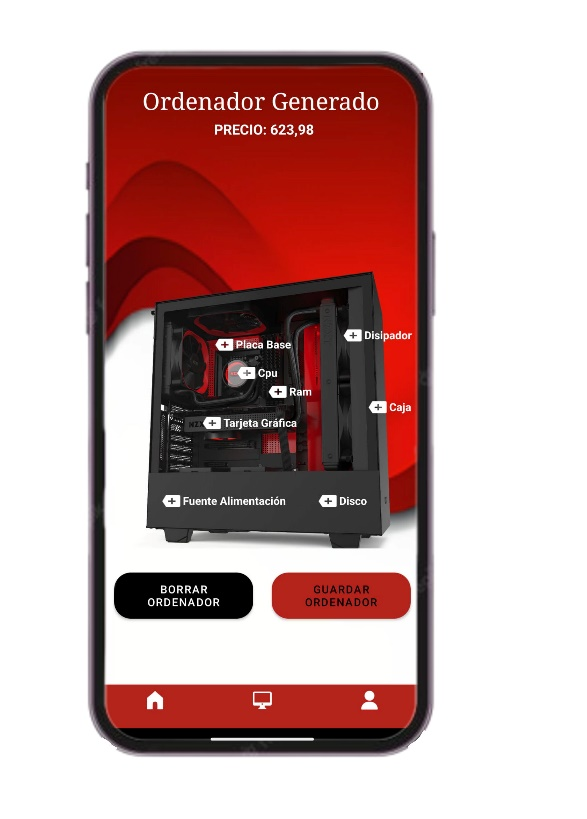 Ordenador Generado
PRECIO: 623,98
Disipador
Placa Base
Cpu
Ram
Caja
Tarjeta Gráfica
Fuente Alimentación
Disco
BORRAR
ORDENADOR
GUARDAR
ORDENADOR